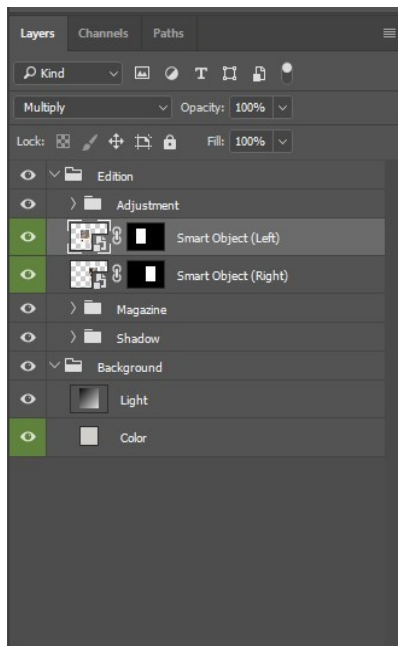 Layers Channels Paths
Kind
Multiply Opacity: 100%
Lock: Fill: 100%
Edition
Adjustment
Smart Object (Left)
Smart Object (Right)
Magazine
Shadow
Background
Light
Color